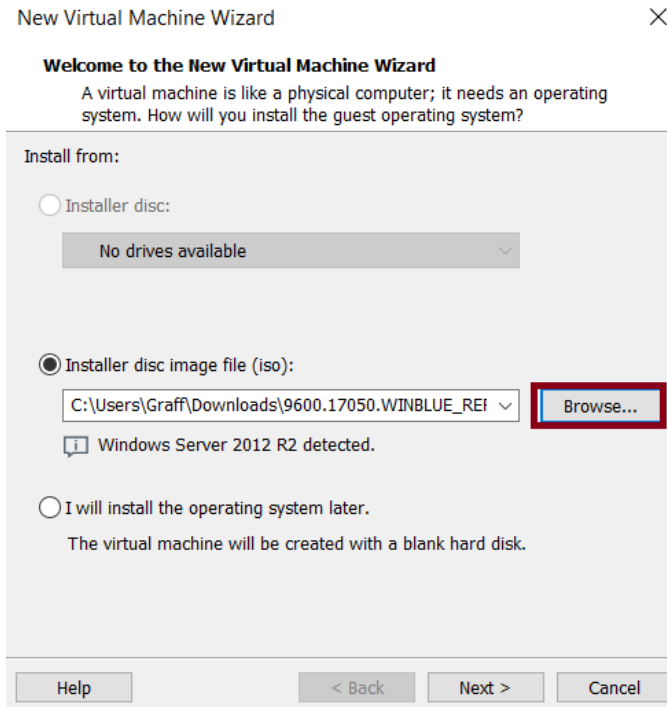 New Virtual Machine Wizard
Welcome to the New Virtual Machine Wizard
A virtual machine is like a physical computer; it needs an operating
system. How will you install the guest operating system?
Install from:
Installer disc:
No drives available
Installer disc image file (iso):
C:\Users\Graff\Downloads\9600.17050.WINBLUE_REF
Browse...
Windows Server 2012 R2 detected.
I will install the operating system later.
The virtual machine will be created with a blank hard disk.
Help
< Back
Next >
Cancel